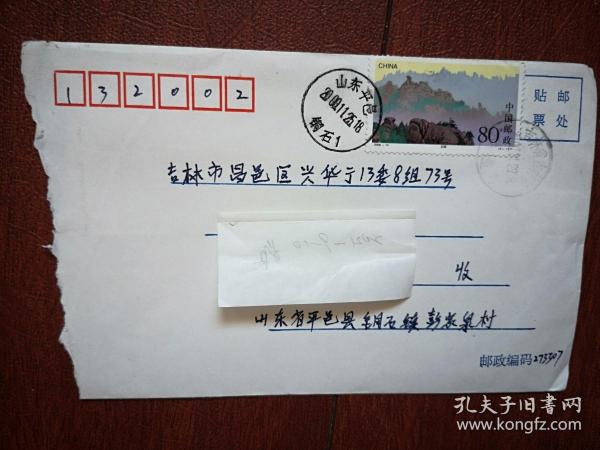 132002
山东平邑
2000.11.25.18
铜石1
CHINA
80分
中国邮政
贴邮
票处
吉林市昌邑区兴华厅13委8组73号
收
山东省平邑县铜石镇彭家泉村
邮政编码273307
孔夫子旧书网
www.kongfz.com